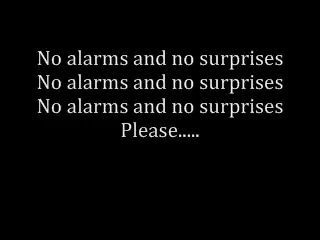 No alarms and no surprises
No alarms and no surprises
No alarms and no surprises
Please.....